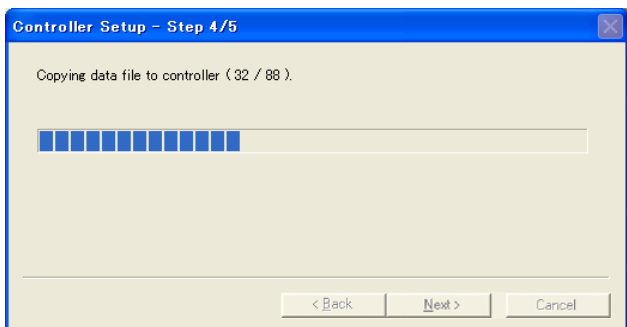 Controller Setup - Step 4/5
Copying data file to controller ( 32 / 88 ).
< Back Next > Cancel